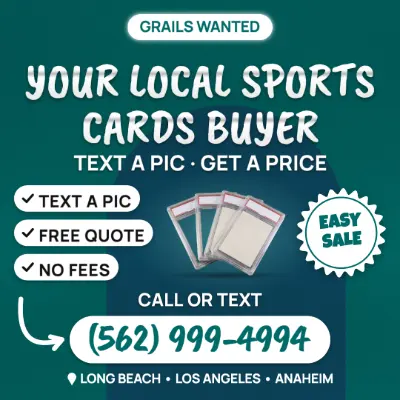 GRAILS WANTED
YOUR LOCAL SPORTS
CARDS BUYER
TEXT A PIC · GET A PRICE
TEXT A PIC
FREE QUOTE
NO FEES
EASY
SALE
CALL OR TEXT
(562) 999-4994
LONG BEACH • LOS ANGELES • ANAHEIM